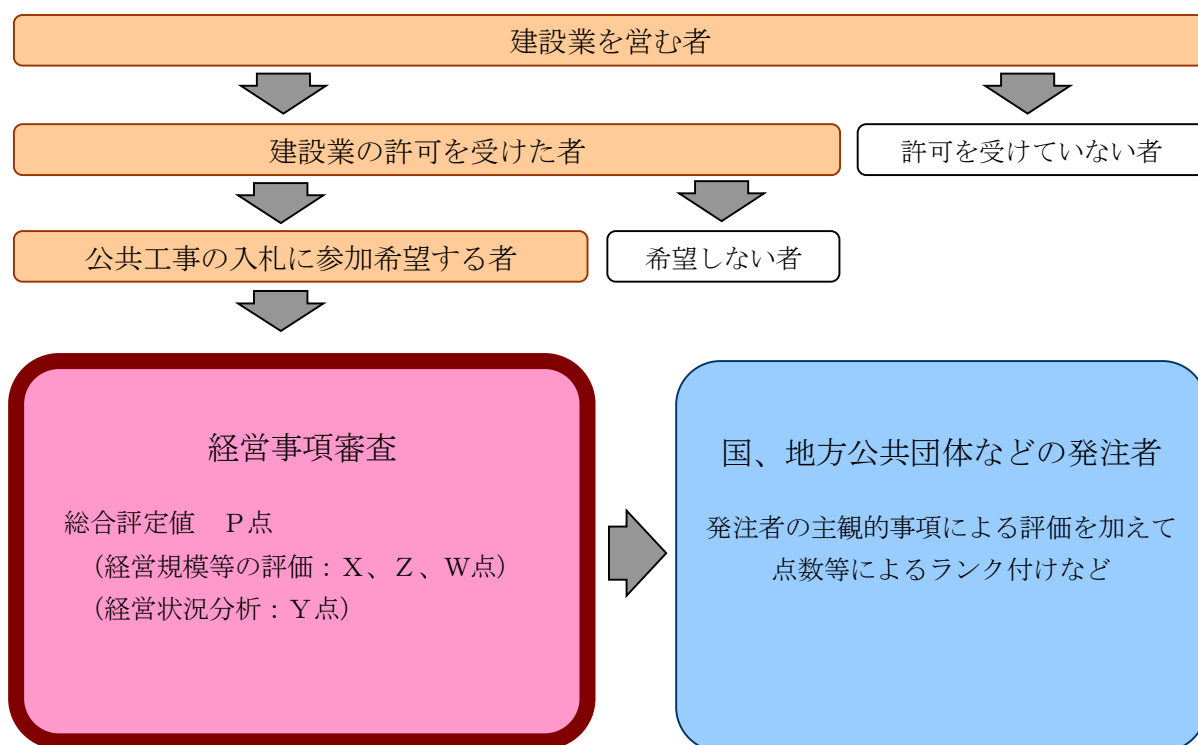 建設業を営む者
建設業の許可を受けた者
許可を受けていない者
公共工事の入札に参加希望する者
希望しない者
経営事項審査
総合評定値　Ｐ点
（経営規模等の評価：Ｘ、Ｚ、Ｗ点）
（経営状況分析：Ｙ点）
国、地方公共団体などの発注者
発注者の主観的事項による評価を加えて
点数等によるランク付けなど